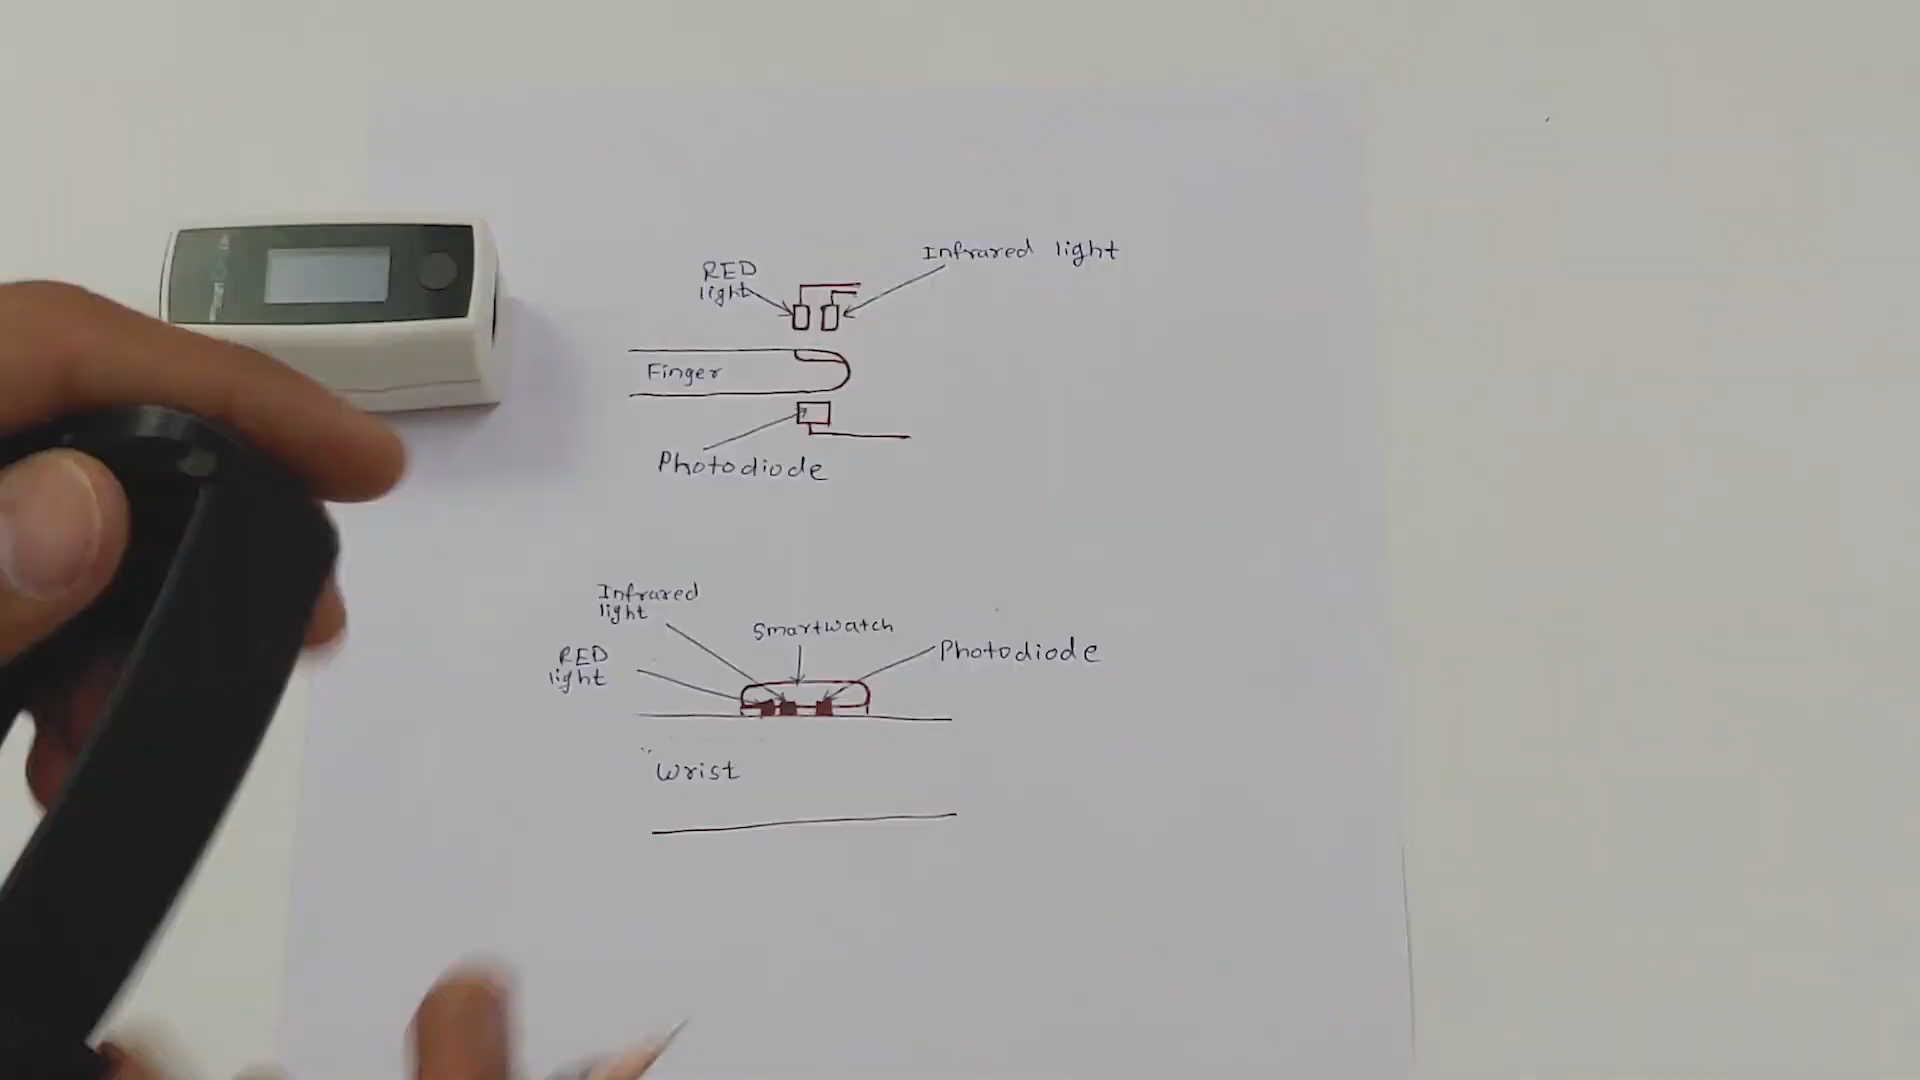 RED
light
Infrared light
Finger
Photodiode
Infrared
light
Smartwatch
RED
light
Photodiode
Wrist